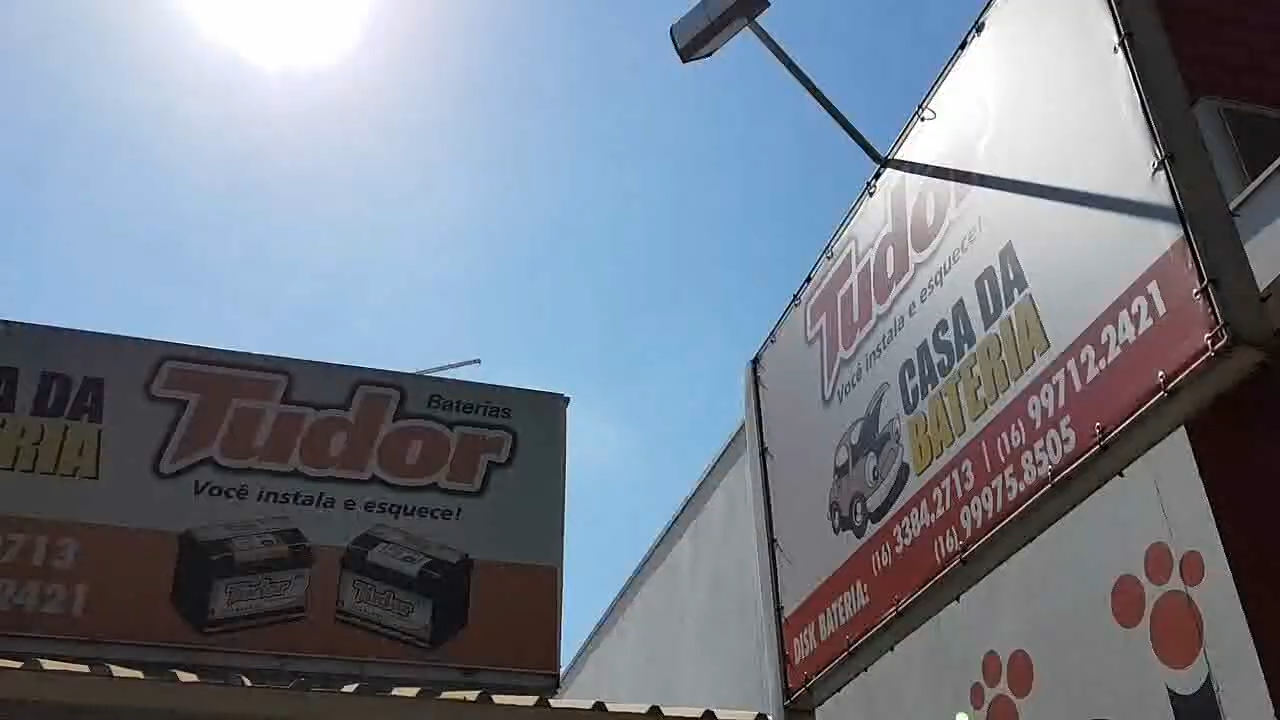 A DA
RIA
Tudor
Baterias
Você instala e esquece!
2713
2421
Tudor
Tudor
Tudor
Você instala e esquece!
CASA DA
BATERIA
DISK BATERIA: (16) 3384.2713 | (16) 99712.2421
(16) 99975.8505